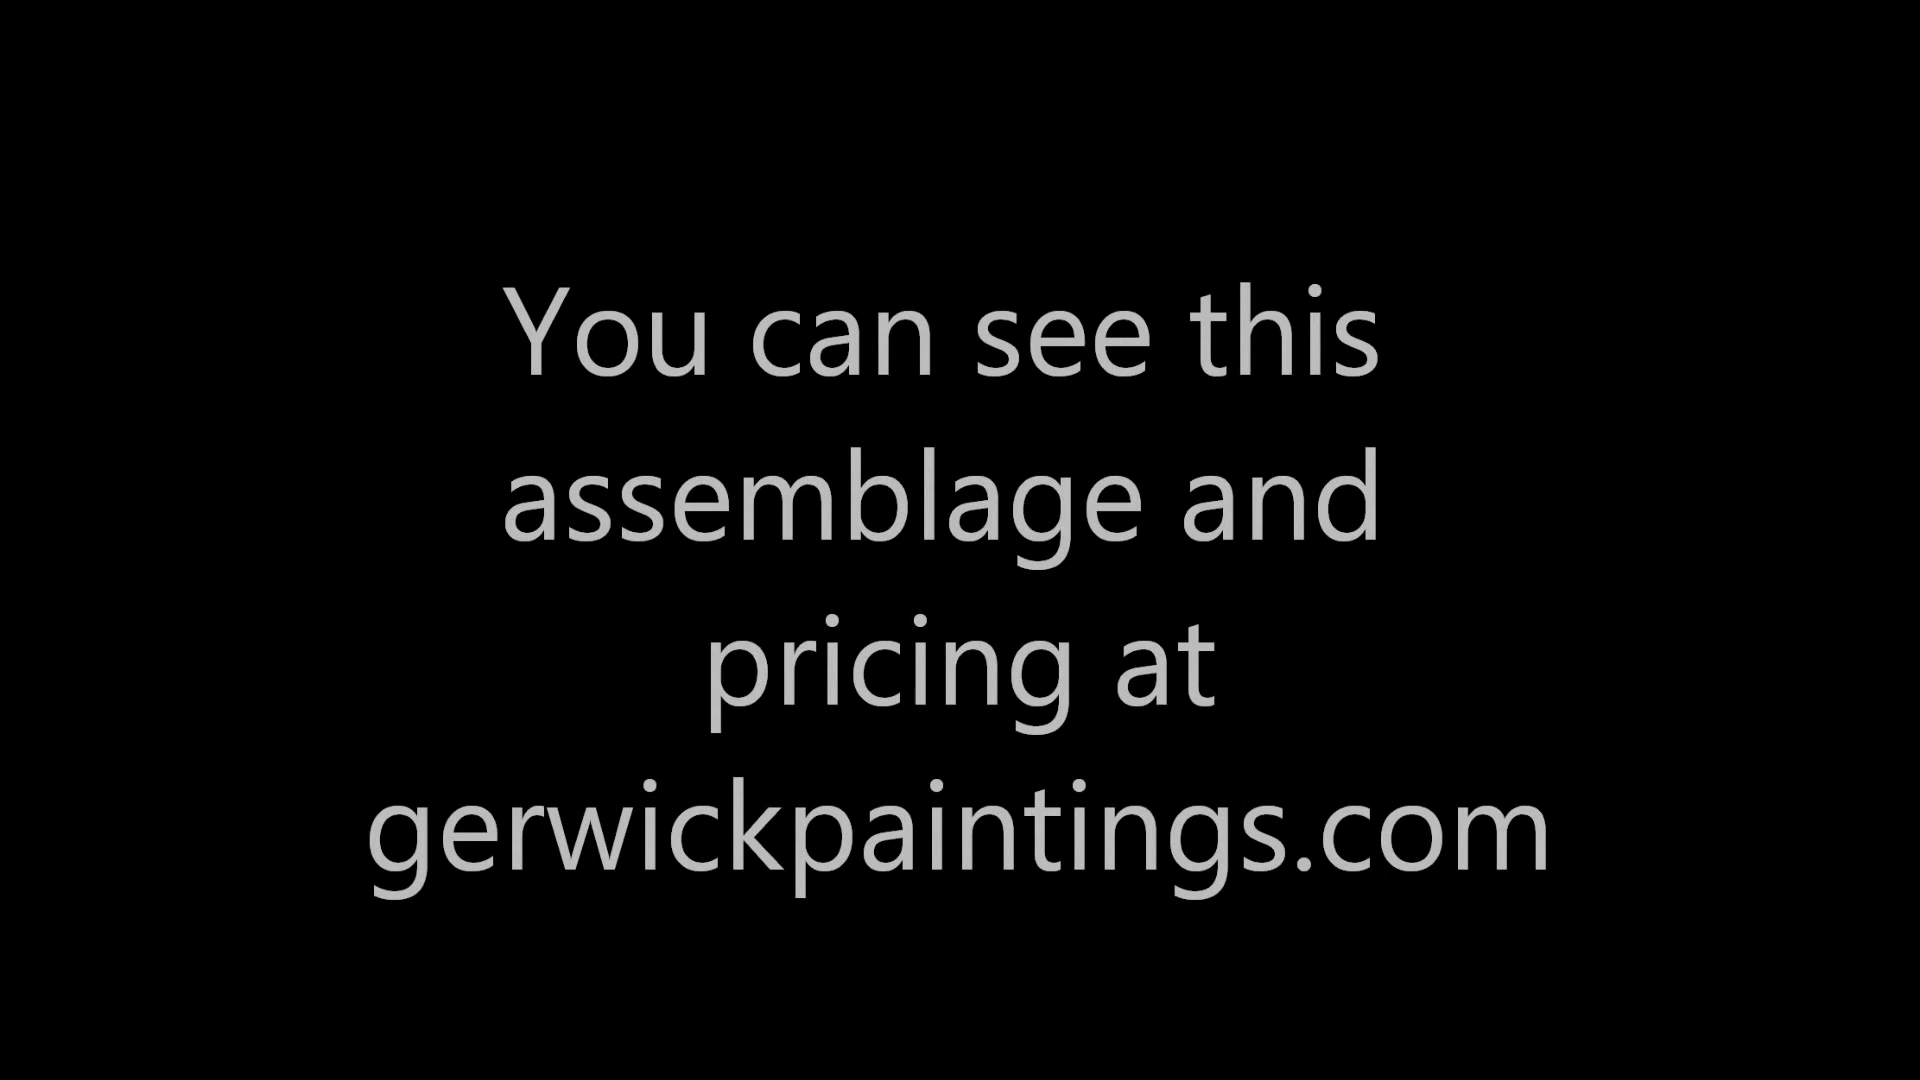 You can see this
assemblage and
pricing at
gerwickpaintings.com